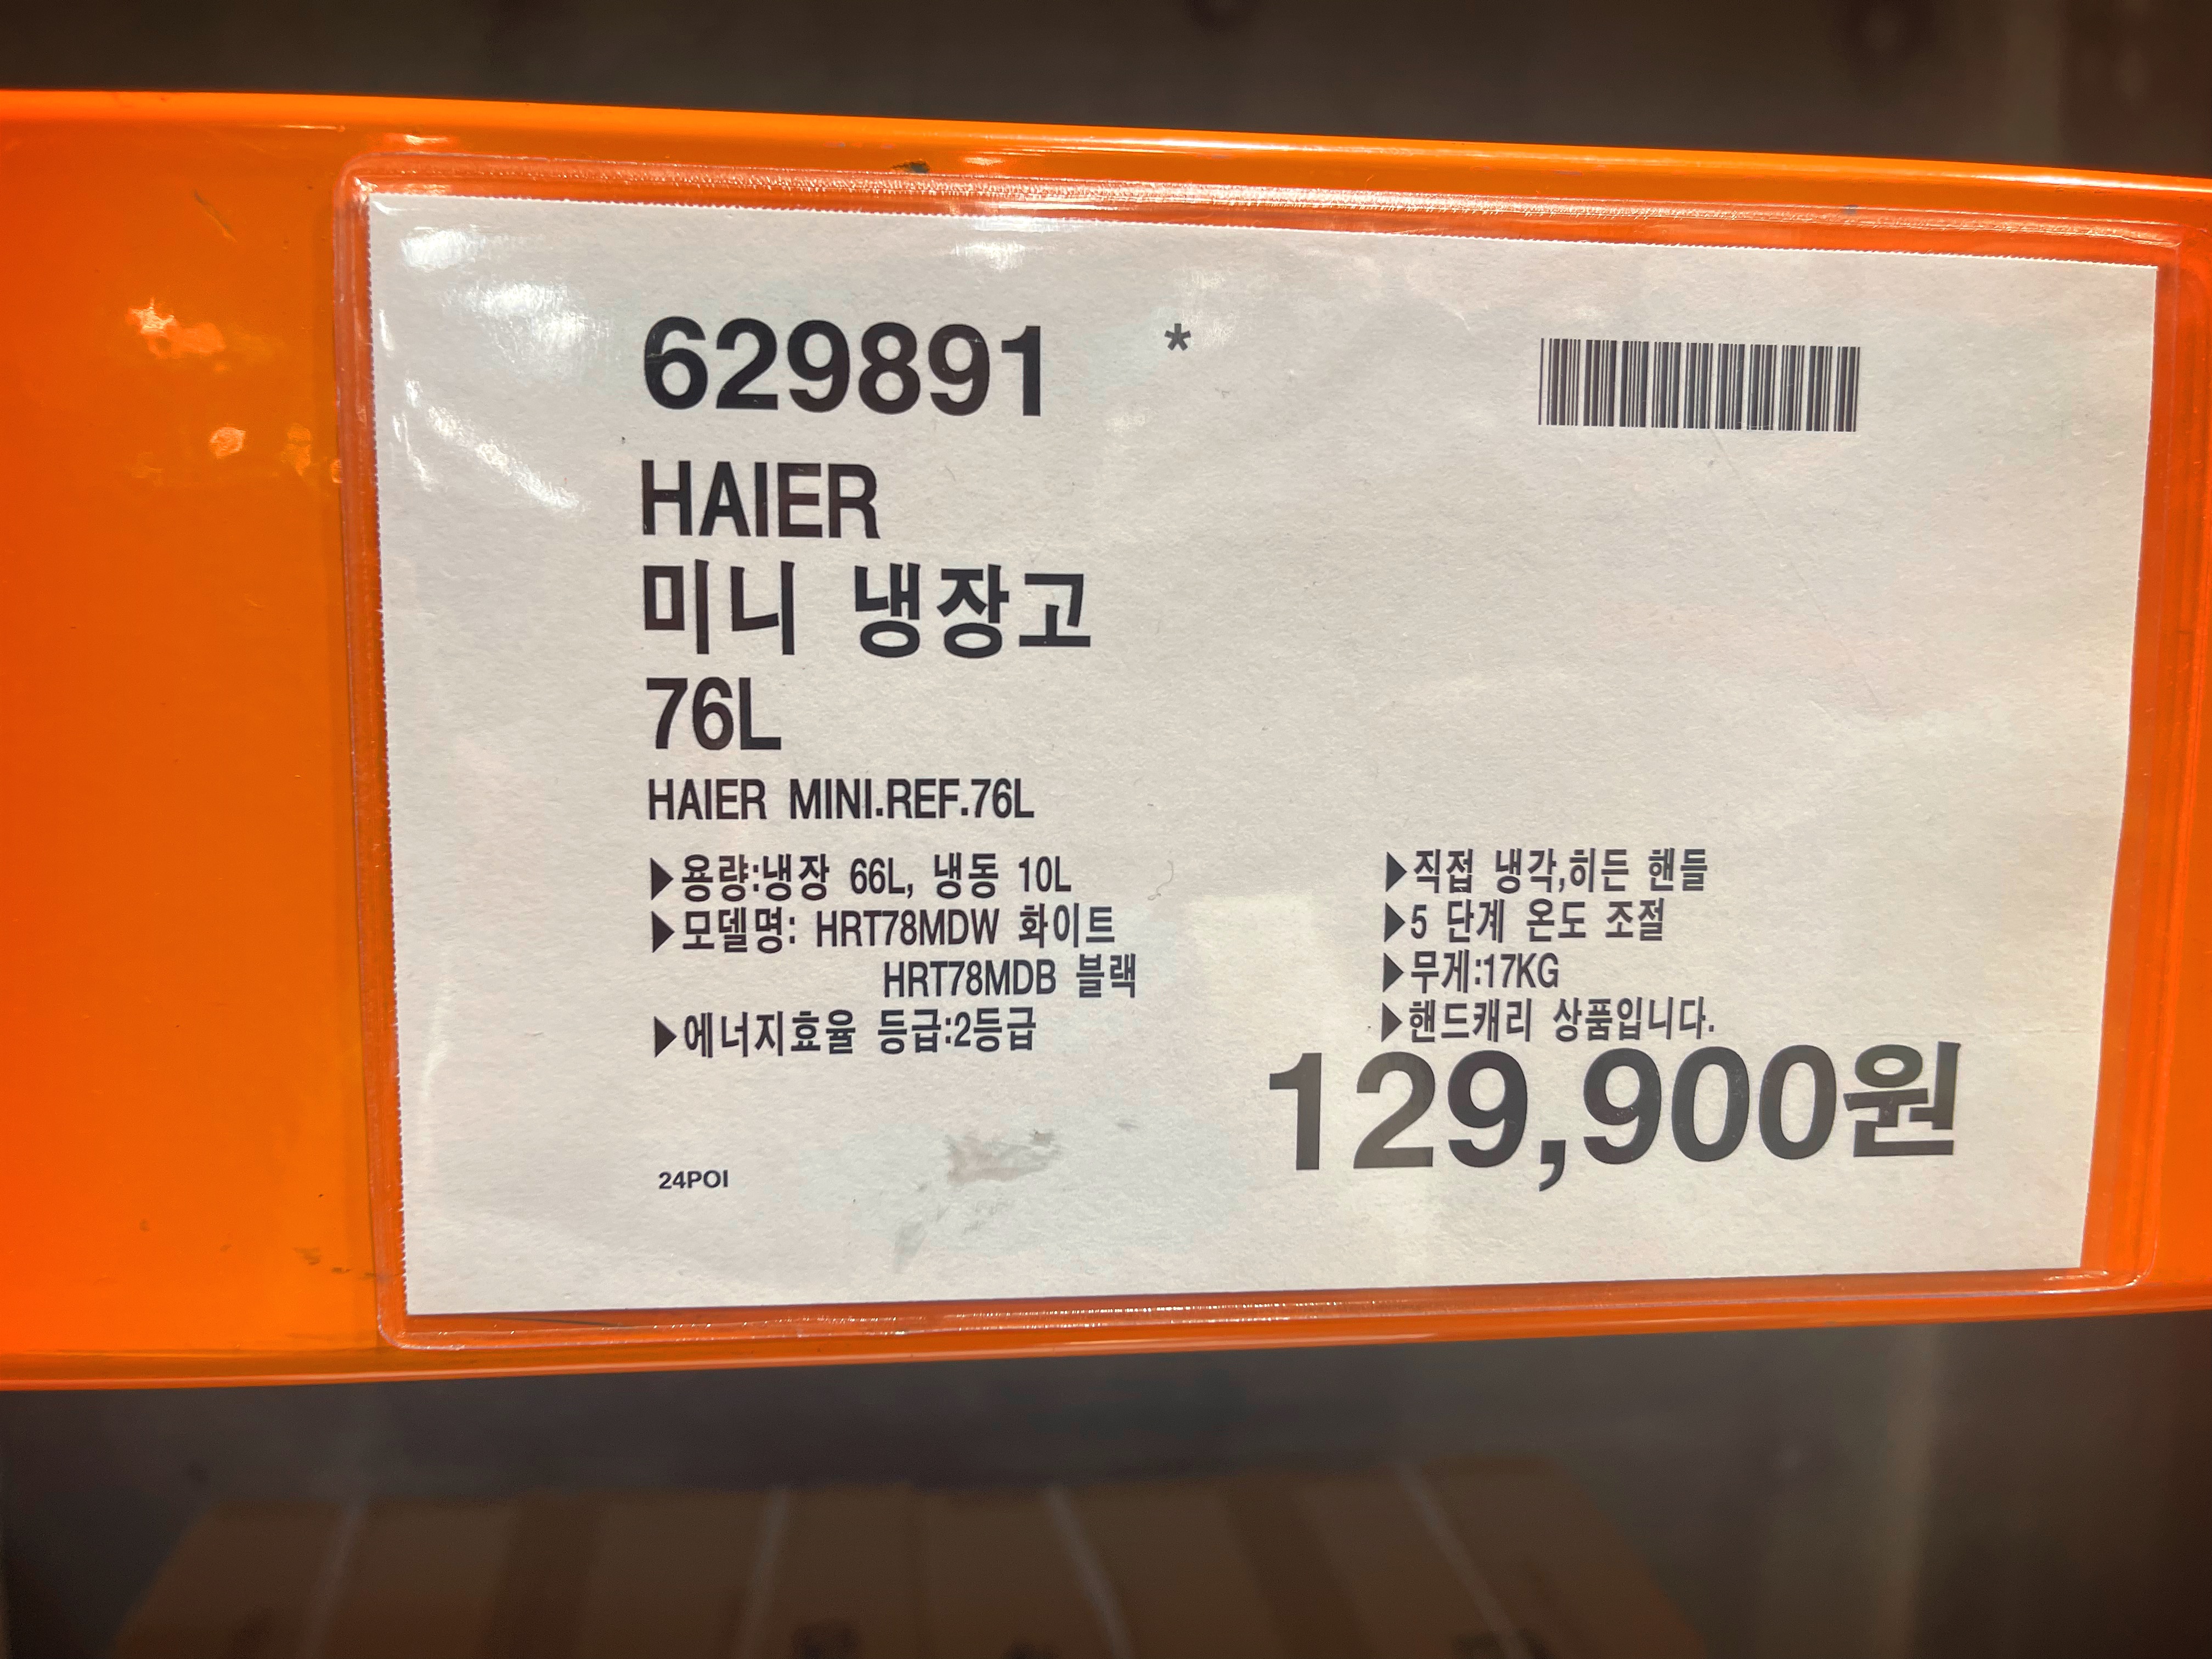 629891 *
HAIER
미니 냉장고
76L
HAIER MINI.REF.76L
▶용량:냉장 66L, 냉동 10L
▶모델명: HRT78MDW 화이트
HRT78MDB 블랙
▶에너지효율 등급:2등급
▶직접 냉각,히든 핸들
▶5 단계 온도 조절
▶무게:17KG
▶핸드캐리 상품입니다.
129,900원
24POI